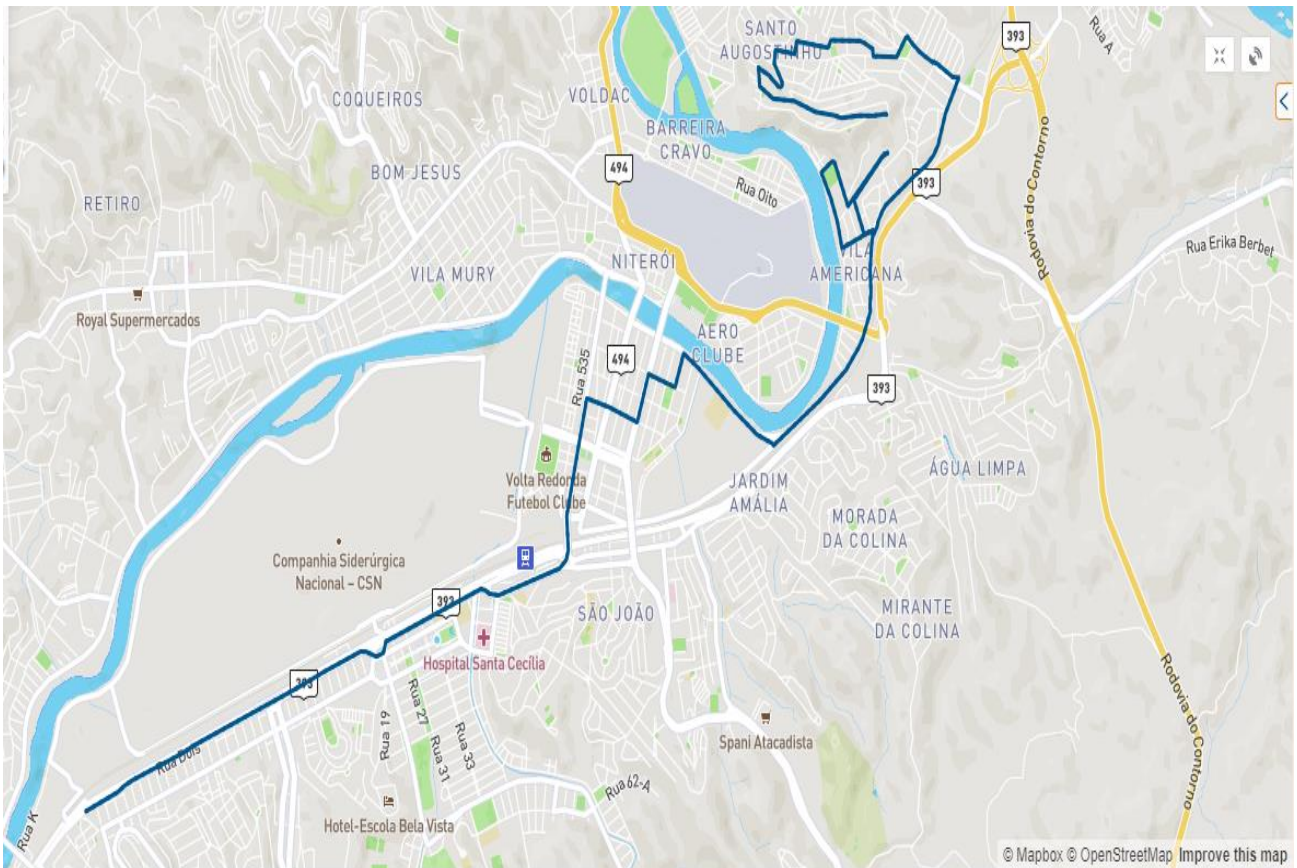 SANTO
AUGOSTINHO
393
Rua A
COQUEIROS
VOLDAC
BARREIRA
CRAVO
BOM JESUS
494
Rua Oito
393
RETIRO
Rodovia do Contorno
Rua Erika Berbet
NITERÓI
VILA
AMERICANA
VILA MURY
Royal Supermercados
AERO
CLUBE
Rua 535
494
393
Volta Redonda
Futebol Clube
JARDIM
AMÁLIA
ÁGUA LIMPA
MORADA
DA COLINA
Companhia Siderúrgica
Nacional – CSN
393
SÃO JOÃO
MIRANTE
DA COLINA
Hospital Santa Cecília
393
Rua Dois
Rua 19
Rua 27
Rua 31
Rua 33
Rua 62-A
Spani Atacadista
Rodovia do Contorno
Rua K
Hotel-Escola Bela Vista
© Mapbox © OpenStreetMap Improve this map